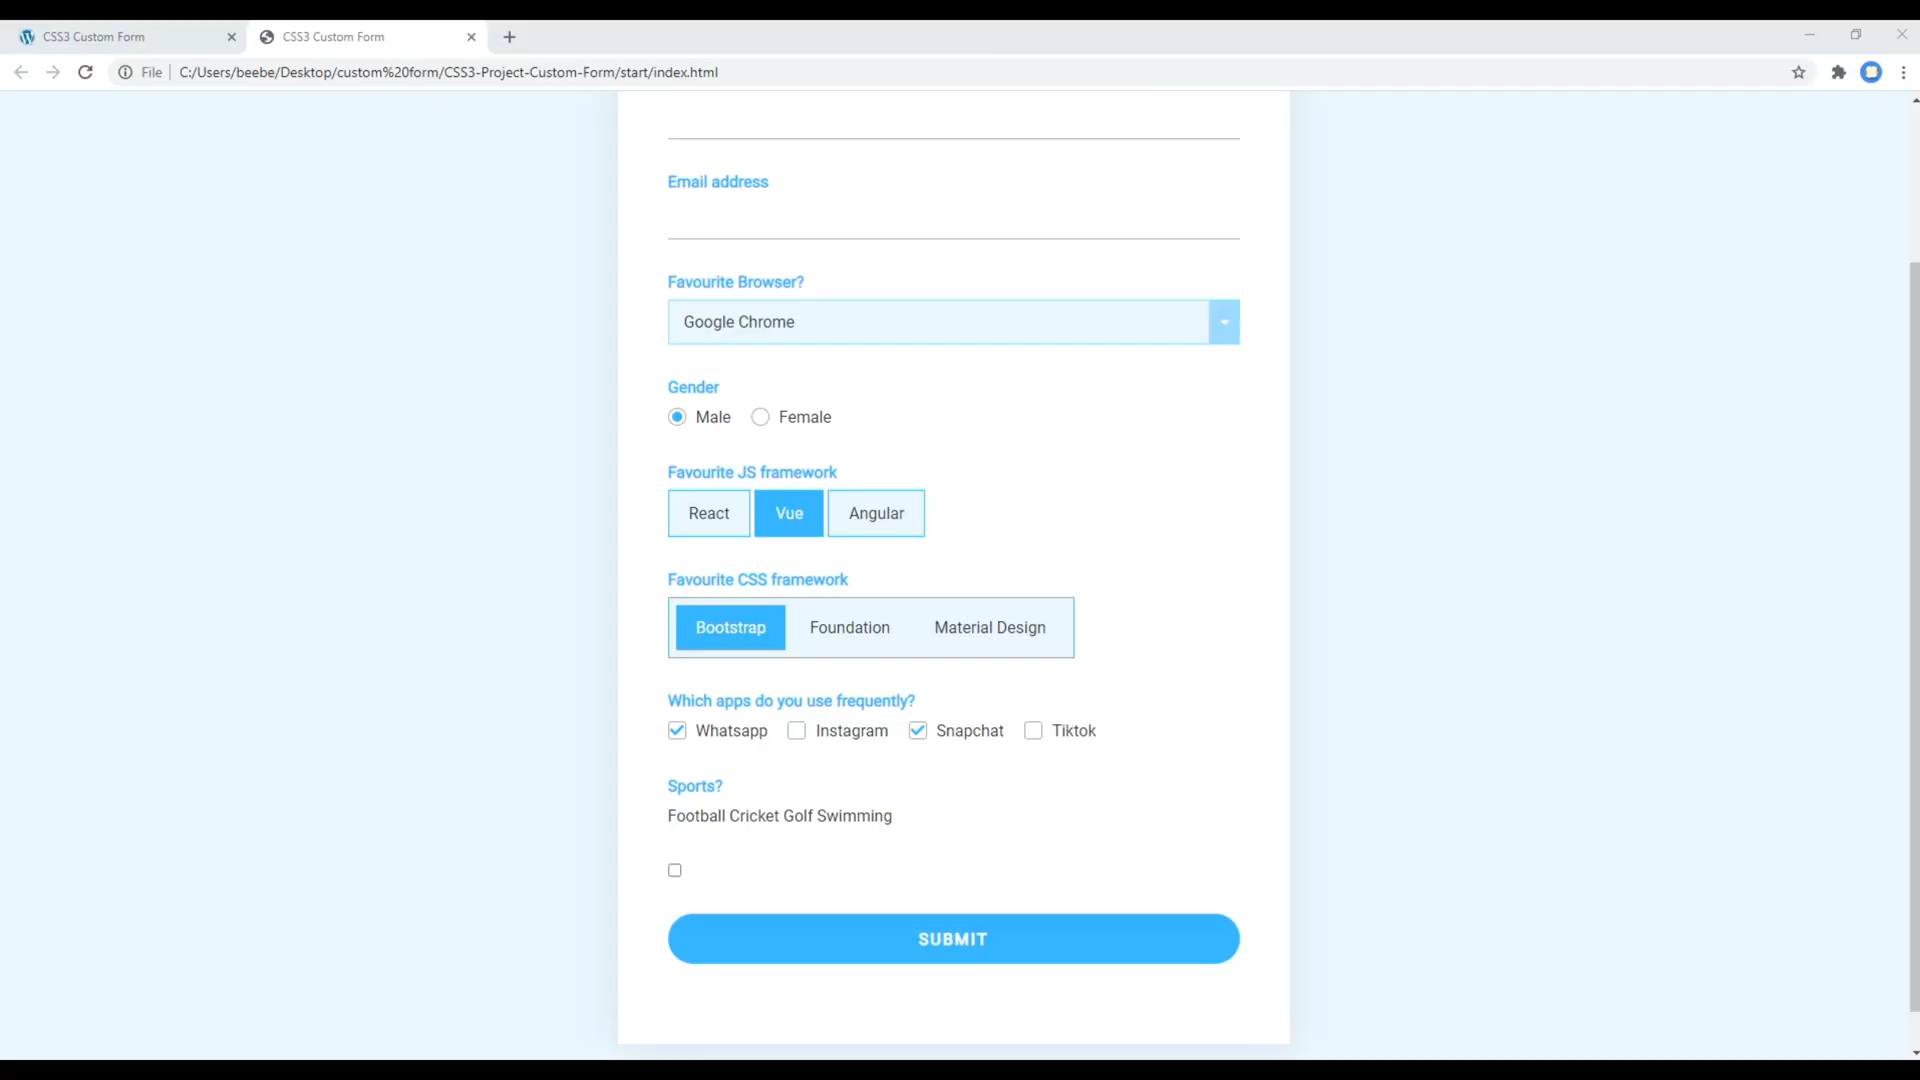 CSS3 Custom Form
CSS3 Custom Form
File
C:/Users/beebe/Desktop/custom%20form/CSS3-Project-Custom-Form/start/index.html
Email address
Favourite Browser?
Google Chrome
Gender
Male Female
Favourite JS framework
React Vue Angular
Favourite CSS framework
Bootstrap Foundation Material Design
Which apps do you use frequently?
Whatsapp Instagram Snapchat Tiktok
Sports?
Football Cricket Golf Swimming
SUBMIT